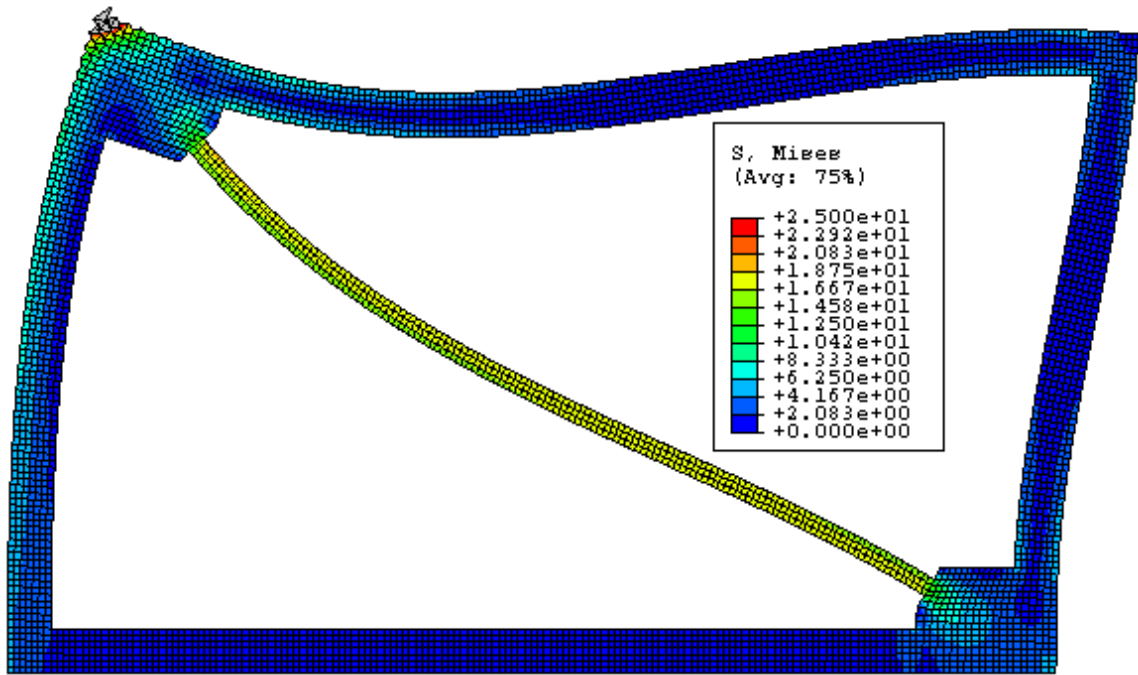 S, Mises
(Avg: 75%)
+2.500e+01
+2.292e+01
+2.083e+01
+1.875e+01
+1.667e+01
+1.458e+01
+1.250e+01
+1.042e+01
+8.333e+00
+6.250e+00
+4.167e+00
+2.083e+00
+0.000e+00